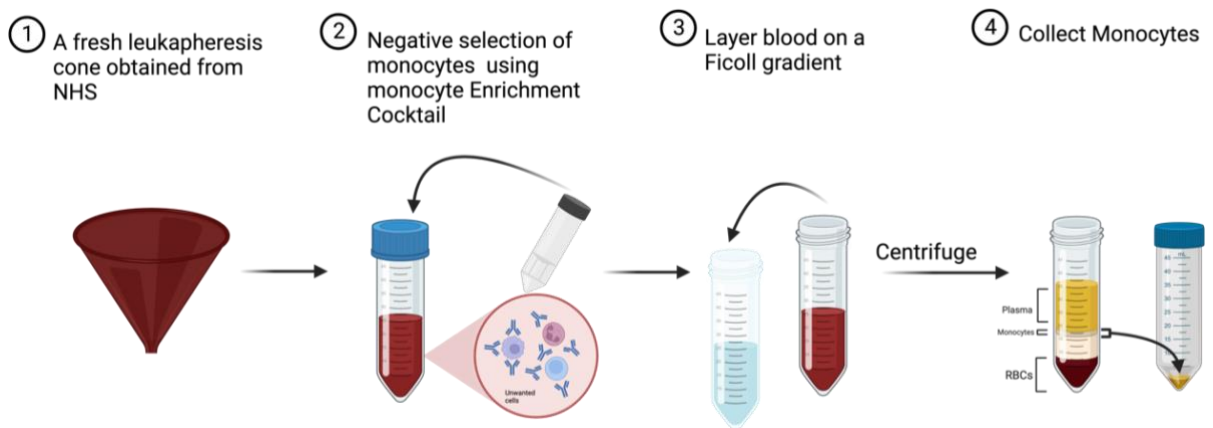 1
A fresh leukapheresis
cone obtained from
NHS
2
Negative selection of
monocytes using
monocyte Enrichment
Cocktail
3
Layer blood on a
Ficoll gradient
4
Collect Monocytes
Unwanted
cells
Centrifuge
Plasma
Monocytes
RBCs